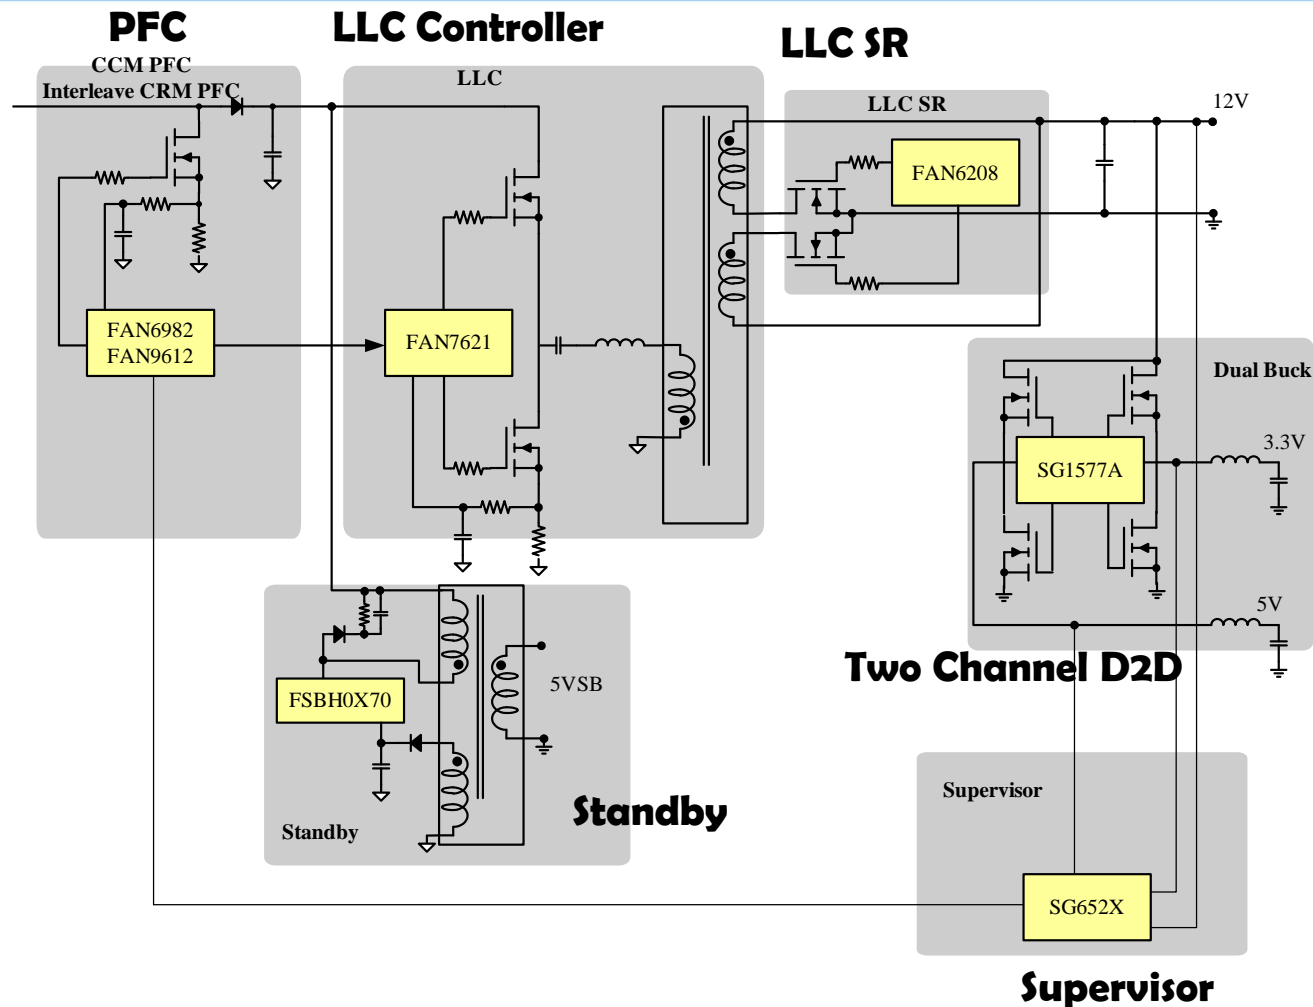 PFC
LLC Controller
LLC SR
CCM PFC
Interleave CRM PFC
LLC
LLC SR
12V
FAN6208
FAN6982
FAN9612
FAN7621
Dual Buck
3.3V
SG1577A
5V
Two Channel D2D
5VSB
FSBH0X70
Standby
Standby
Supervisor
SG652X
Supervisor